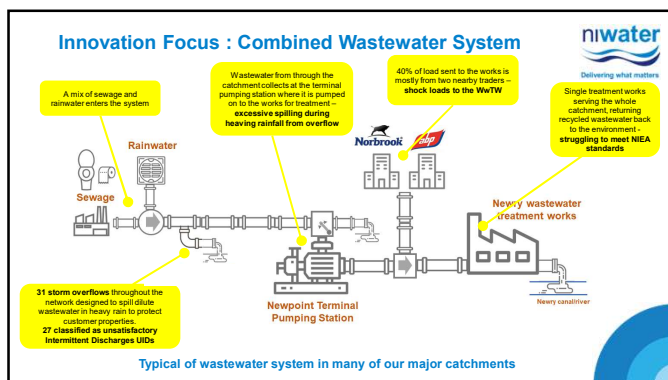 Innovation Focus : Combined Wastewater System
niwater
Delivering what matters
A mix of sewage and
rainwater enters the
system
Wastewater from through the
catchment collects at the terminal
pumping station where it is pumped
on to the works for treatment –
excessive spilling during
heaving rainfall from overflow
40% of load sent to the works is
mostly from two nearby traders –
shock loads to the WwTW
Single treatment works
serving the whole
catchment, returning
recycled wastewater back
to the environment -
struggling to meet NIEA
standards
Rainwater
Sewage
Norbrook
abp
Newry wastewater
treatment works
31 storm overflows throughout the
network designed to spill dilute
wastewater in heavy rain to protect
customer properties.
27 classified as unsatisfactory
Intermittent Discharges UIDs
Newpoint Terminal
Pumping Station
Newry canal/river
Typical of wastewater system in many of our major catchments